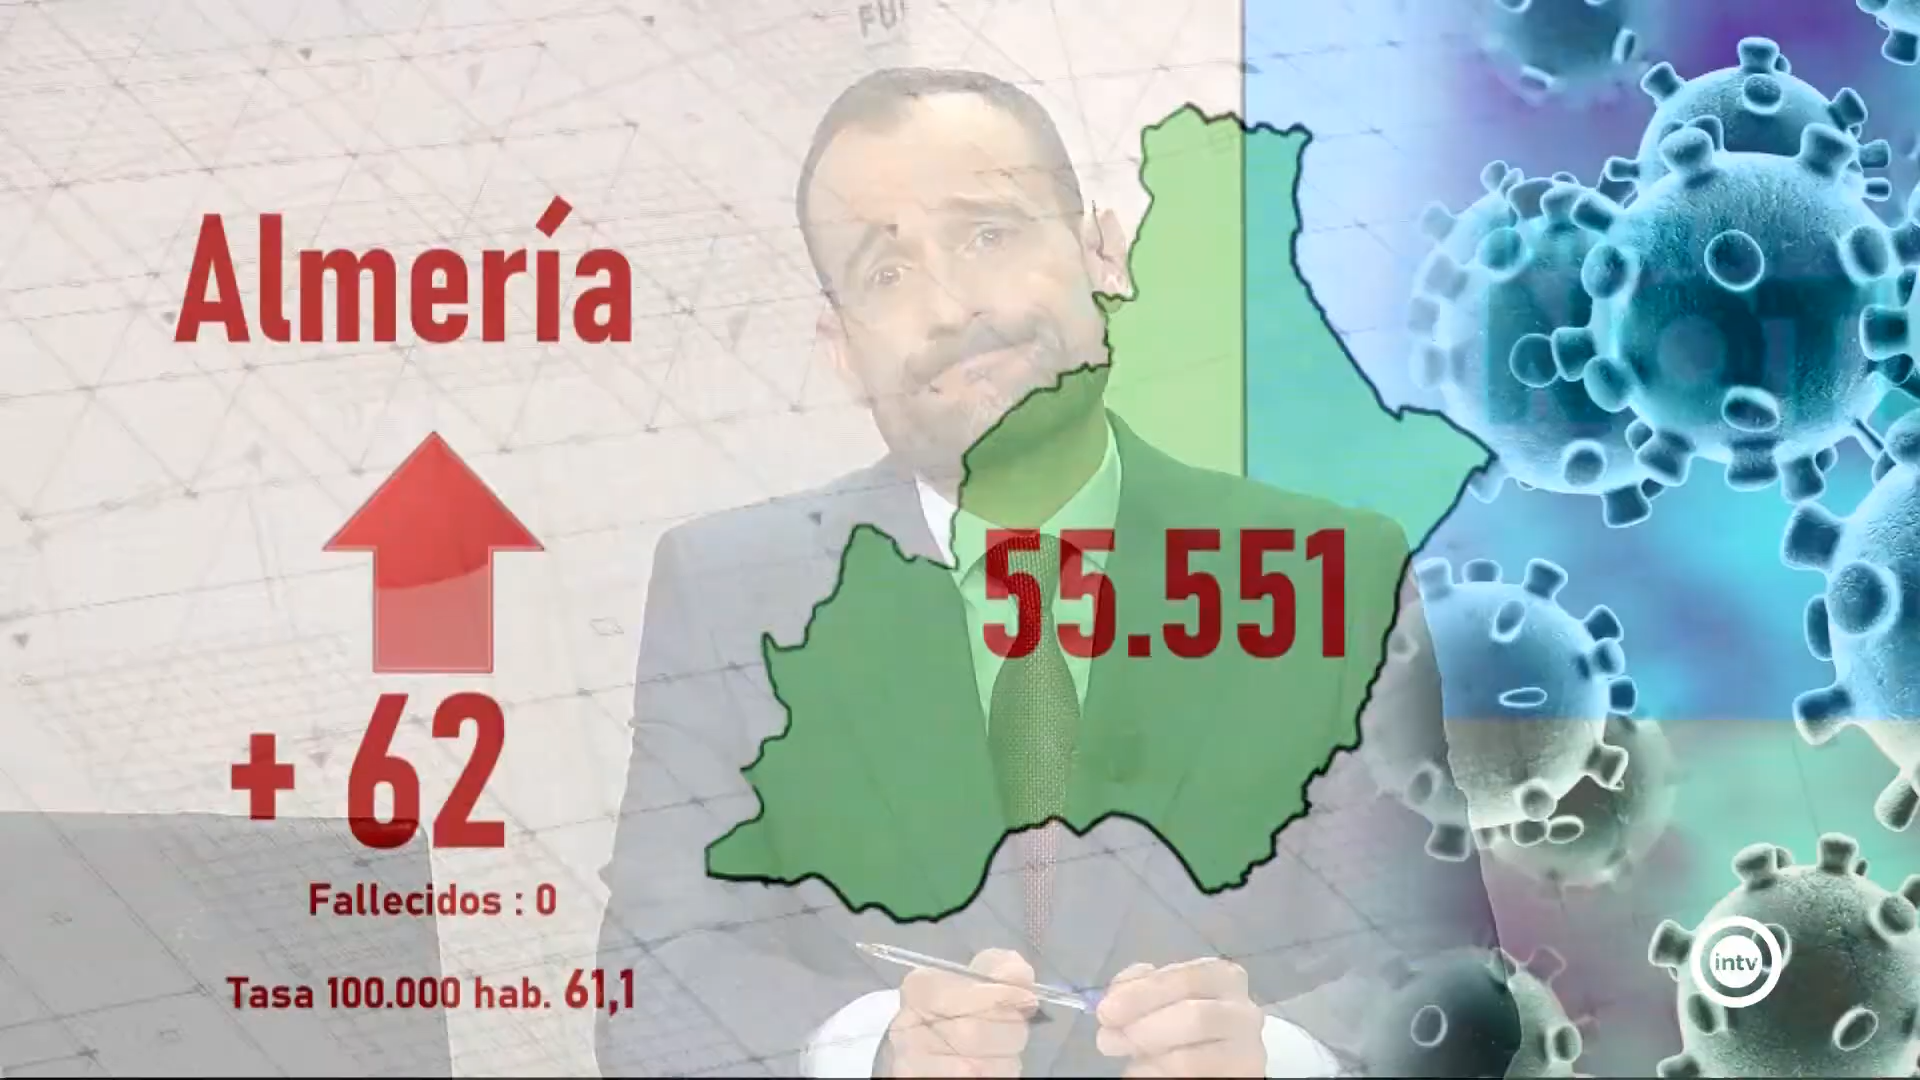 Almería
55.551
+ 62
Fallecidos : 0
Tasa 100.000 hab. 61,1
intv